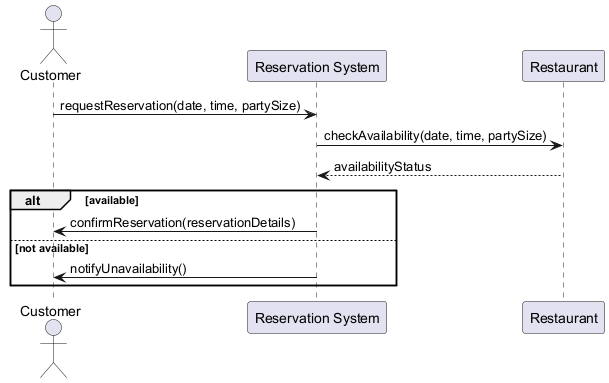 Customer
Reservation System
Restaurant
requestReservation(date, time, partySize)
checkAvailability(date, time, partySize)
availabilityStatus
alt [available]
confirmReservation(reservationDetails)
[not available]
notifyUnavailability()
Customer
Reservation System
Restaurant